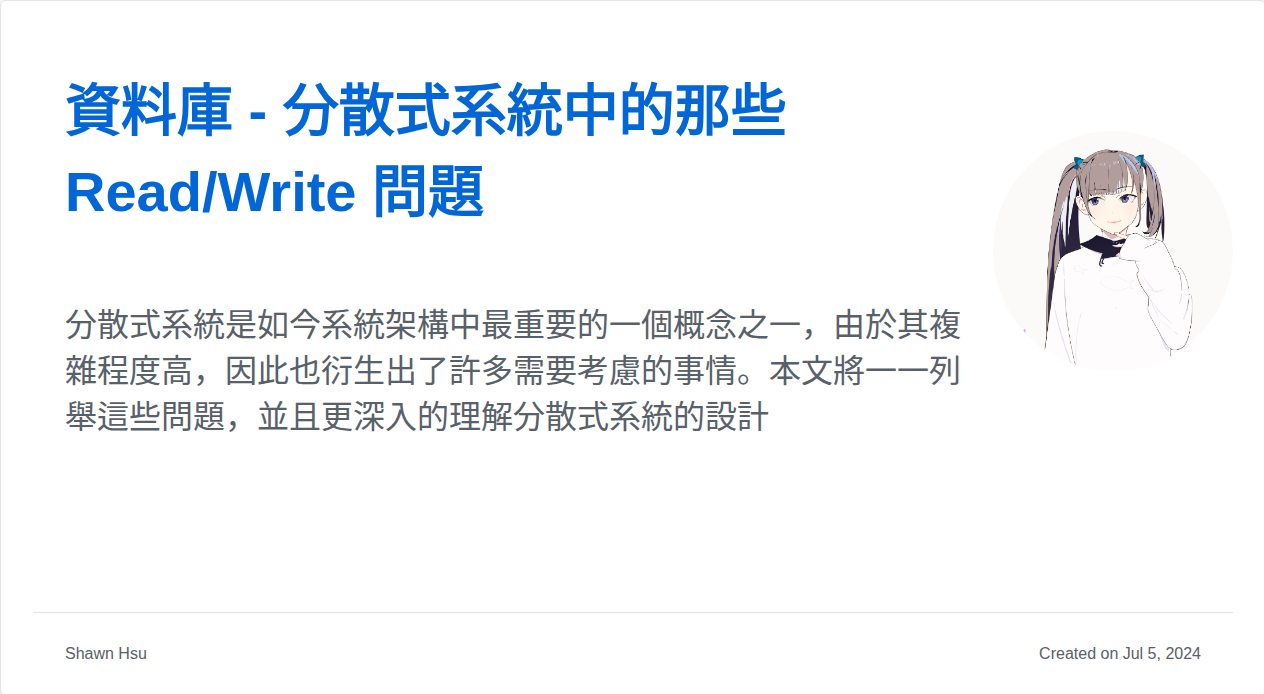 資料庫 - 分散式系統中的那些
Read/Write 問題
分散式系統是如今系統架構中最重要的一個概念之一，由於其複
雜程度高，因此也衍生出了許多需要考慮的事情。本文將一一列
舉這些問題，並且更深入的理解分散式系統的設計
Shawn Hsu
Created on Jul 5, 2024